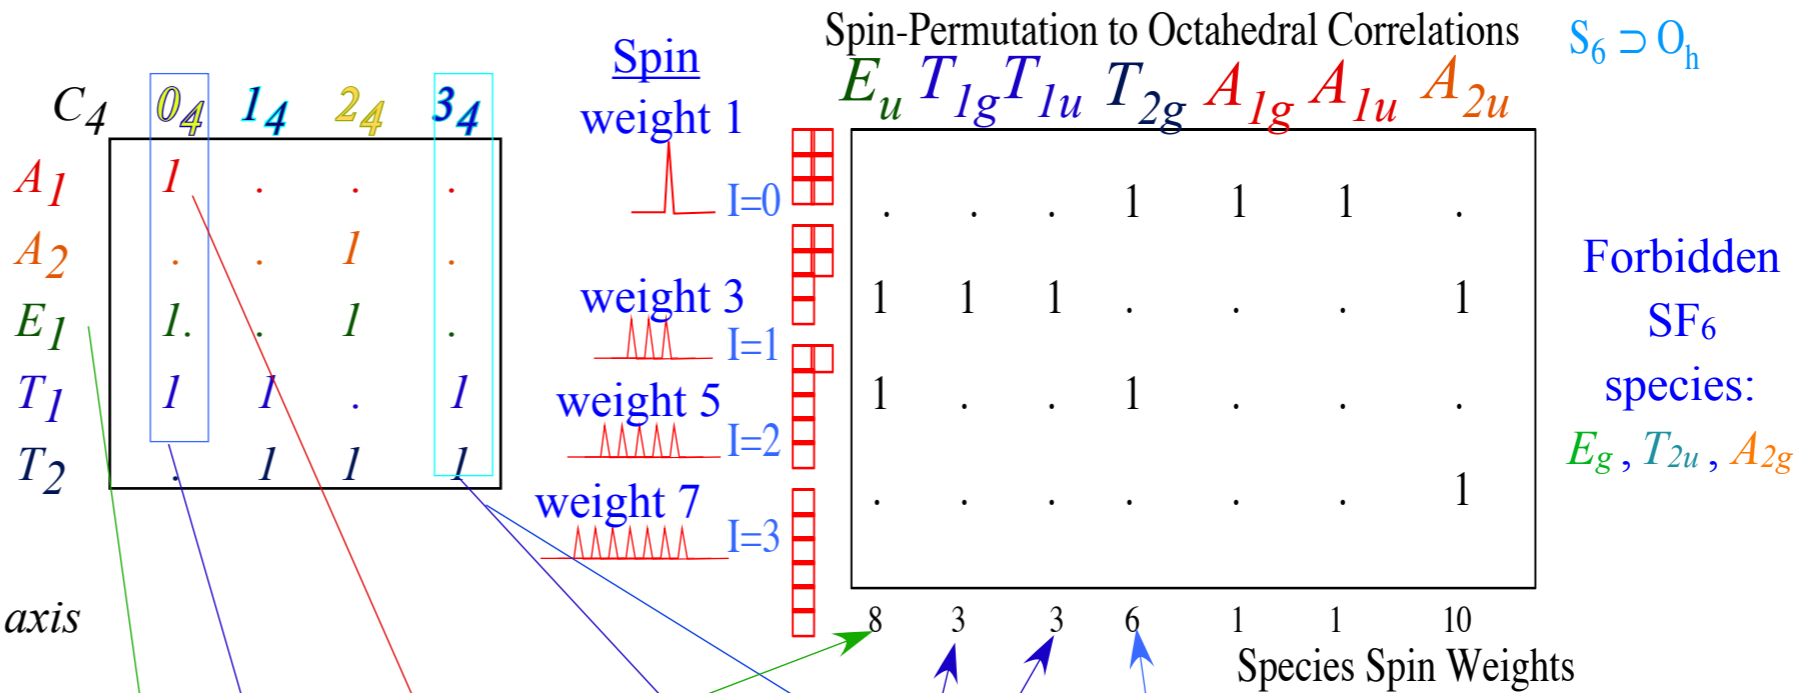 Spin-Permutation to Octahedral Correlations
S6 ⊃ Oh
C4 04 14 24 34
A1 1 . . .
A2 . . 1 .
E1 1. . 1 .
T1 1 1 . 1
T2 . 1 1 1
axis
Spin
weight 1
I=0
weight 3
I=1
weight 5
I=2
weight 7
I=3
Eu T1g T1u T2g A1g A1u A2u
. . . 1 1 1 .
1 1 1 . . . 1
1 . . 1 . . .
. . . . . . 1
8 3 3 6 1 1 10
Species Spin Weights
Forbidden
SF6
species:
Eg , T2u , A2g